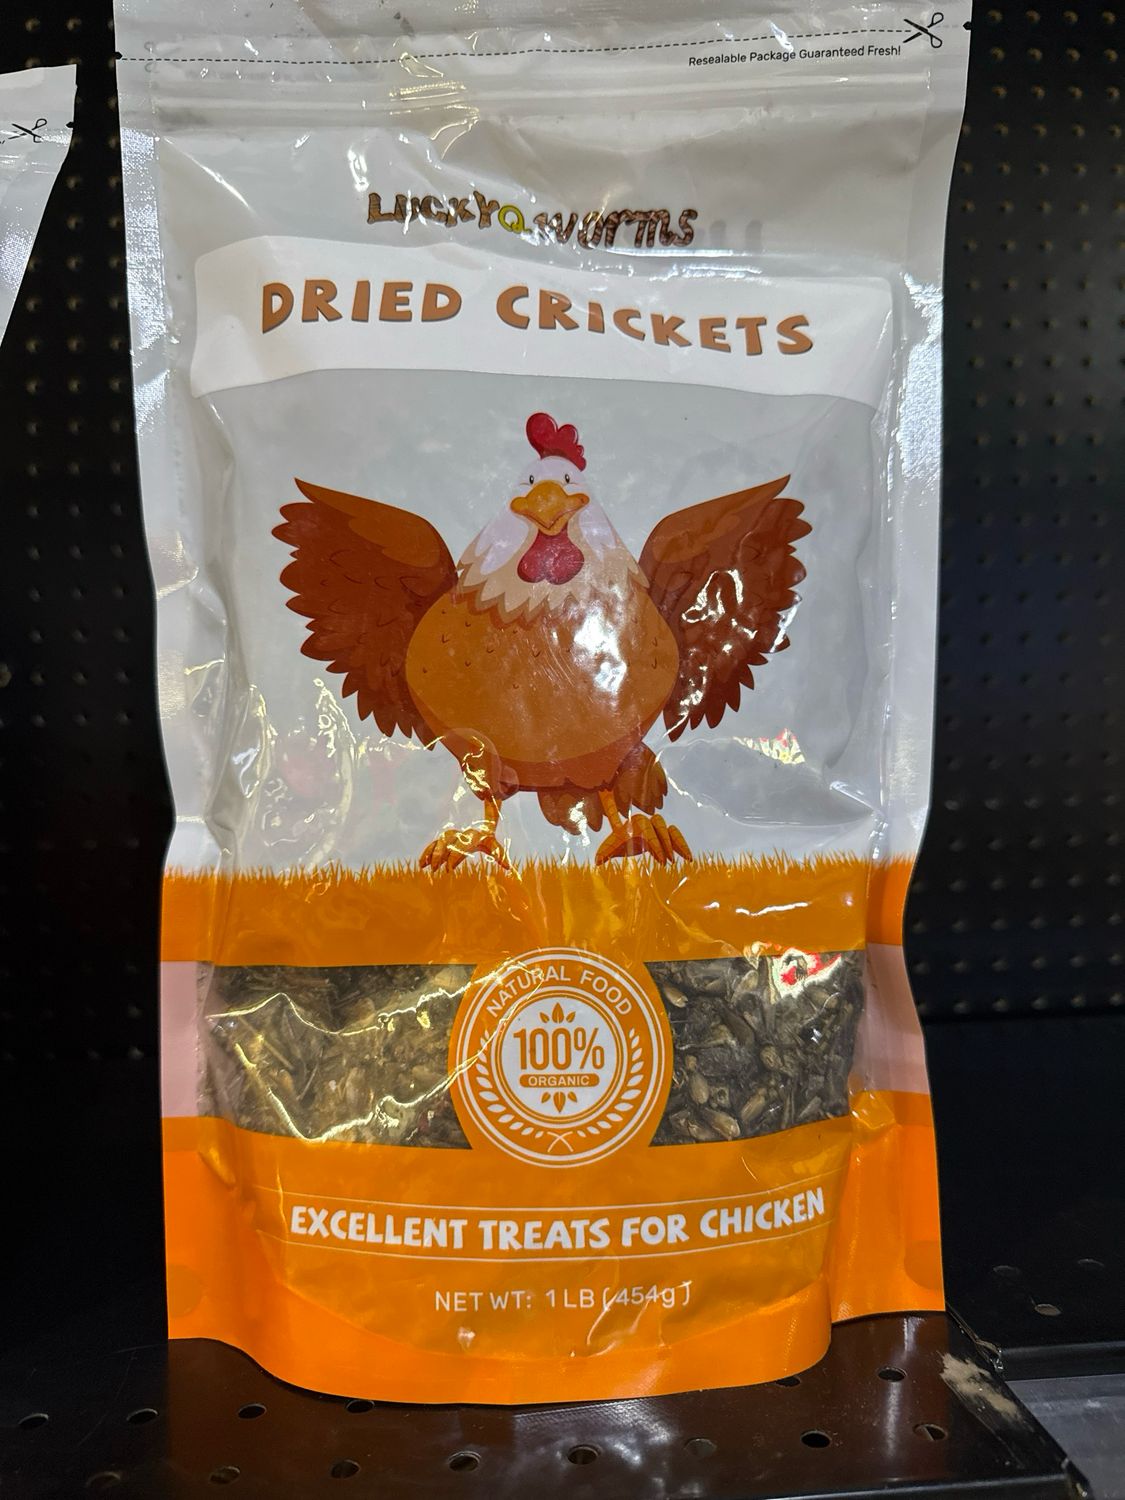 Resealable Package Guaranteed Fresh!
LUCKYQ WORMS
DRIED CRICKETS
NATURAL FOOD
100%
ORGANIC
EXCELLENT TREATS FOR CHICKEN
NET WT: 1 LB (454g)